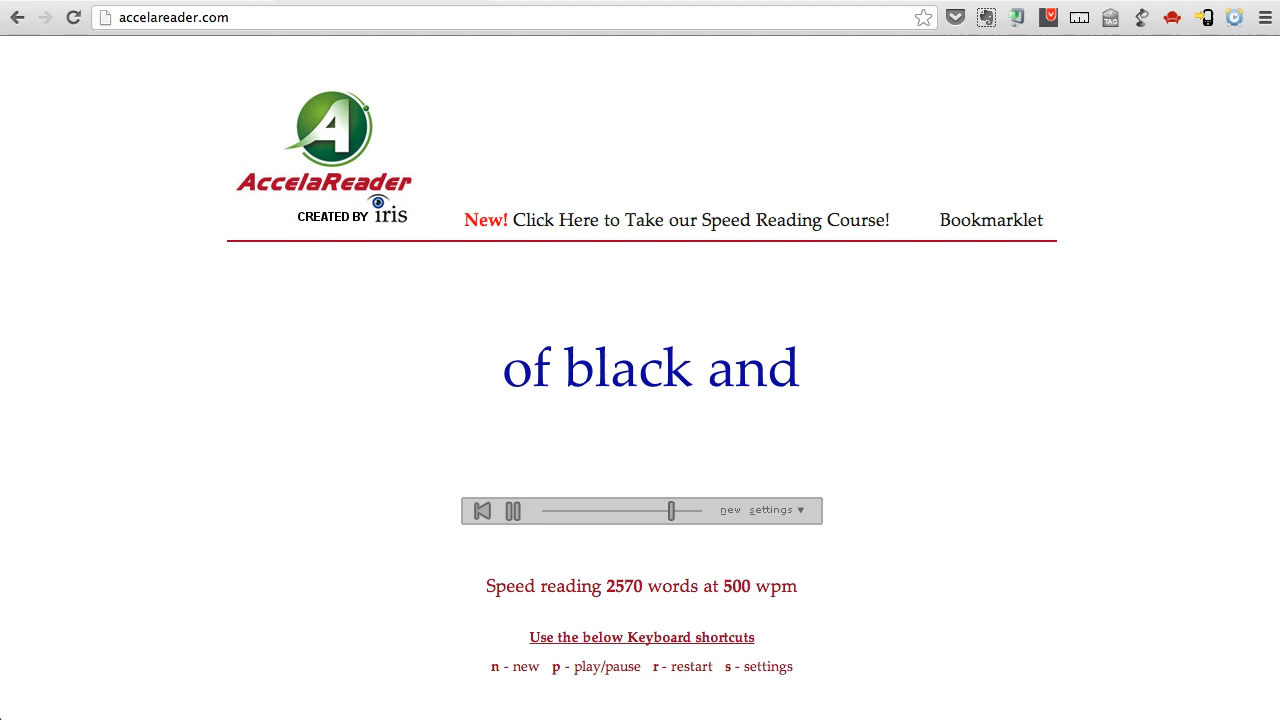 accelareader.com
TAG
A
AccelaReader
CREATED BY iris
New! Click Here to Take our Speed Reading Course! Bookmarklet
of black and
new settings ▼
Speed reading 2570 words at 500 wpm
Use the below Keyboard shortcuts
n - new p - play/pause r - restart s - settings